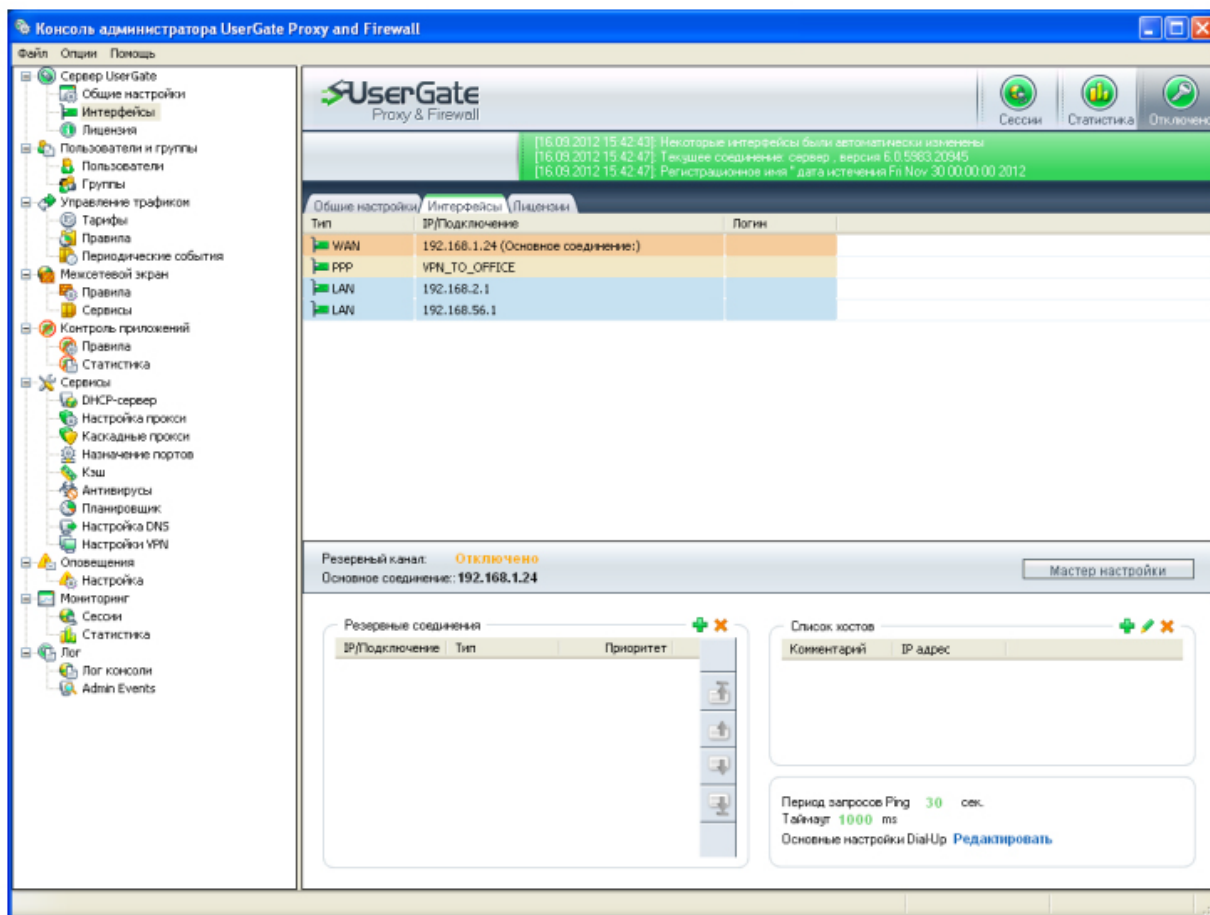 Консоль администратора UserGate Proxy and Firewall
Файл Опции Помощь
Сервер UserGate
Общие настройки
Интерфейсы
Лицензия
Пользователи и группы
Пользователи
Группы
Управление трафиком
Тарифы
Правила
Периодические события
Межсетевой экран
Правила
Сервисы
Контроль приложений
Правила
Статистика
Сервисы
DHCP-сервер
Настройка прокси
Каскадные прокси
Назначение портов
Кэш
Антивирусы
Планировщик
Настройка DNS
Настройки VPN
Оповещения
Настройка
Мониторинг
Сессии
Статистика
Лог
Лог консоли
Admin Events
UserGate
Proxy & Firewall
Сессии Статистика Отключено
[16.09.2012 15:42:43]: Некоторые интерфейсы были автоматически изменены
[16.09.2012 15:42:47]: Текущее соединение: сервер , версия 6.0.5983.20945
[16.09.2012 15:42:47]: Регистрационное имя " дата истечения Fri Nov 30 00:00:00 2012
Общие настройки Интерфейсы Лицензии
Тип IP/Подключение Логин
WAN 192.168.1.24 (Основное соединение:)
PPP VPN_TO_OFFICE
LAN 192.168.2.1
LAN 192.168.56.1
Резервный канал: Отключено
Основное соединение:: 192.168.1.24
Мастер настройки
Резервные соединения
IP/Подключение Тип Приоритет
Список хостов
Комментарий IP адрес
Период запросов Ping 30 сек.
Таймаут 1000 ms
Основные настройки Dial-Up Редактировать